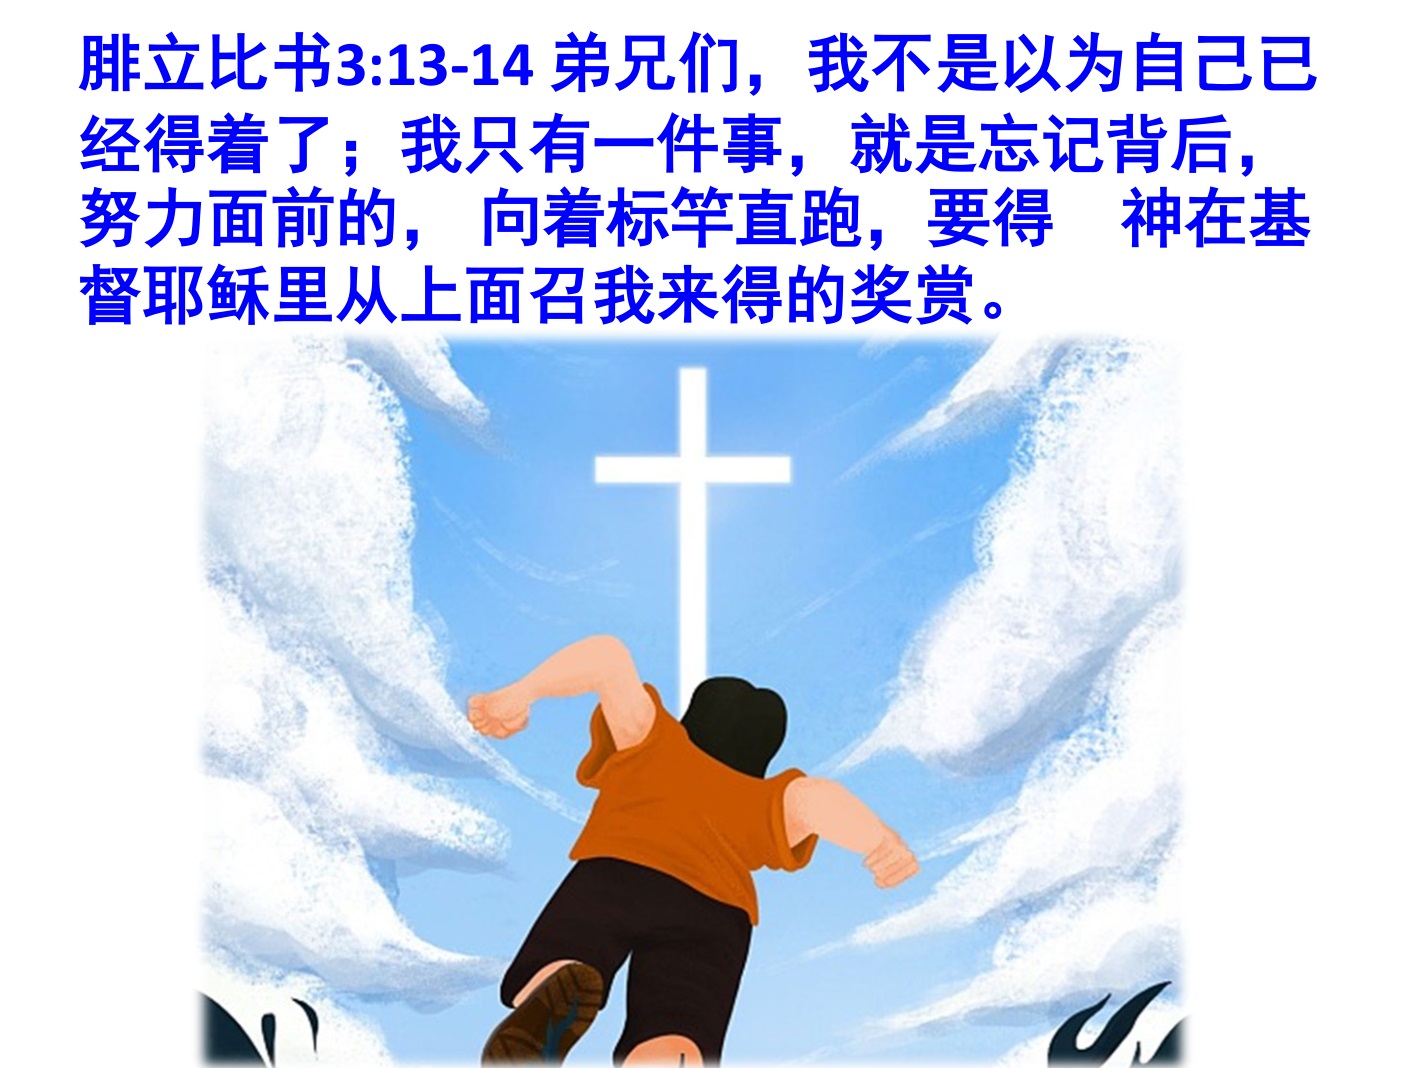 腓立比书3:13-14 弟兄们，我不是以为自己已
经得着了；我只有一件事，就是忘记背后，
努力面前的， 向着标竿直跑，要得　神在基
督耶稣里从上面召我来得的奖赏。